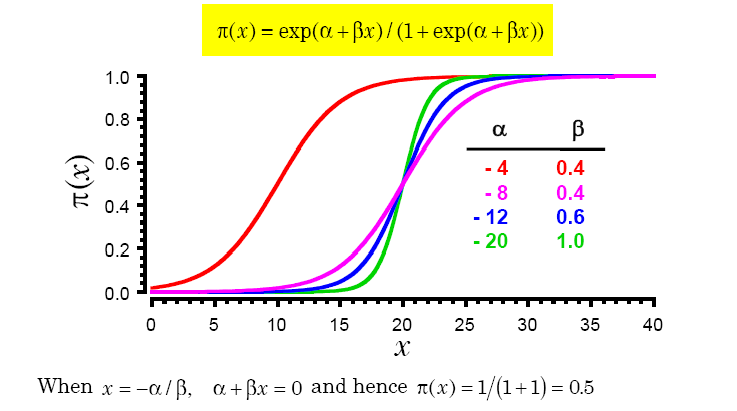 π(x) = exp(α + βx) / (1 + exp(α + βx))
1.0
0.8
0.6
0.4
0.2
0.0
π(x)
α β
- 4 0.4
- 8 0.4
- 12 0.6
- 20 1.0
0 5 10 15 20 25 30 35 40
x
When x = −α / β, α + βx = 0 and hence π(x) = 1/(1 + 1) = 0.5